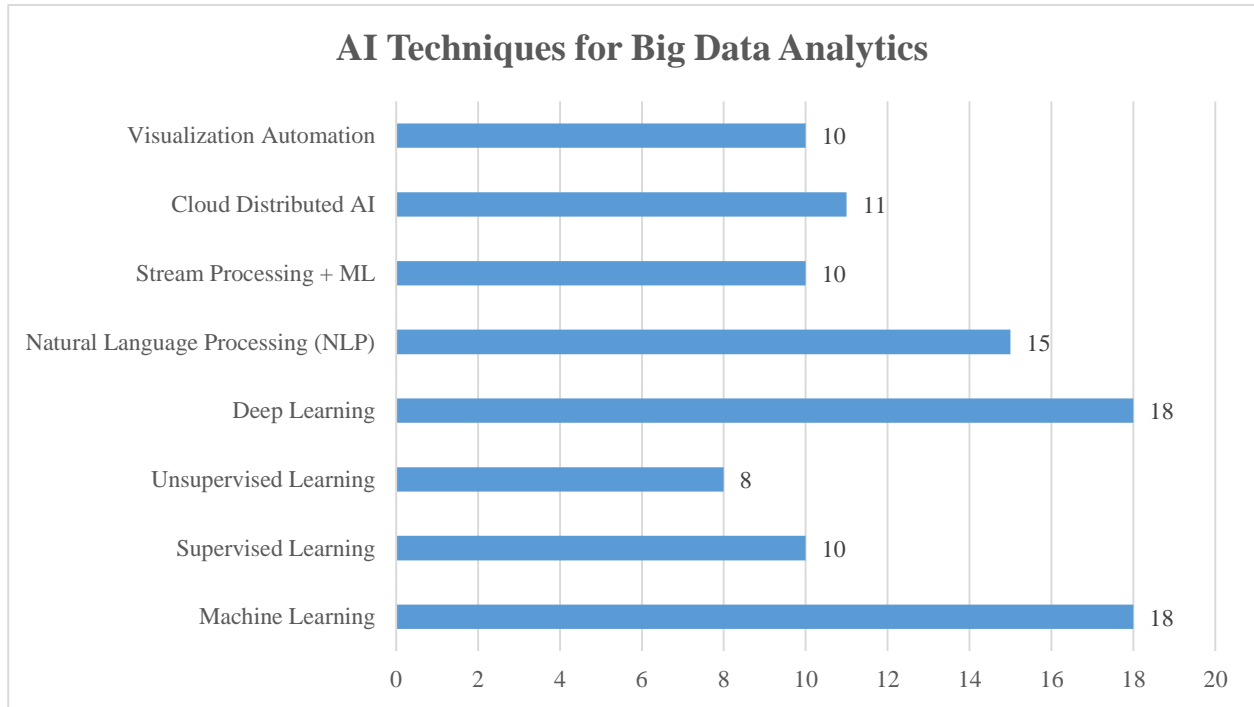 AI Techniques for Big Data Analytics
Visualization Automation 10
Cloud Distributed AI 11
Stream Processing + ML 10
Natural Language Processing (NLP) 15
Deep Learning 18
Unsupervised Learning 8
Supervised Learning 10
Machine Learning 18
0 2 4 6 8 10 12 14 16 18 20